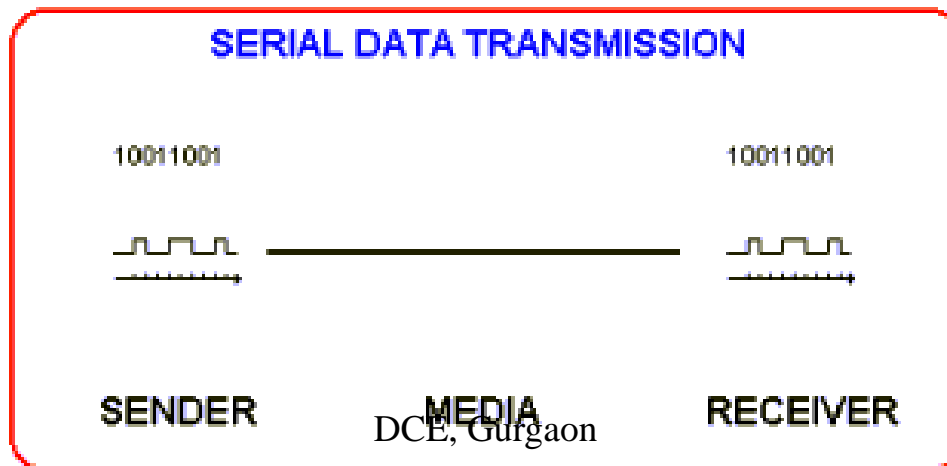 SERIAL DATA TRANSMISSION
10011001 10011001
SENDER MEDIA RECEIVER
DCE, Gurgaon